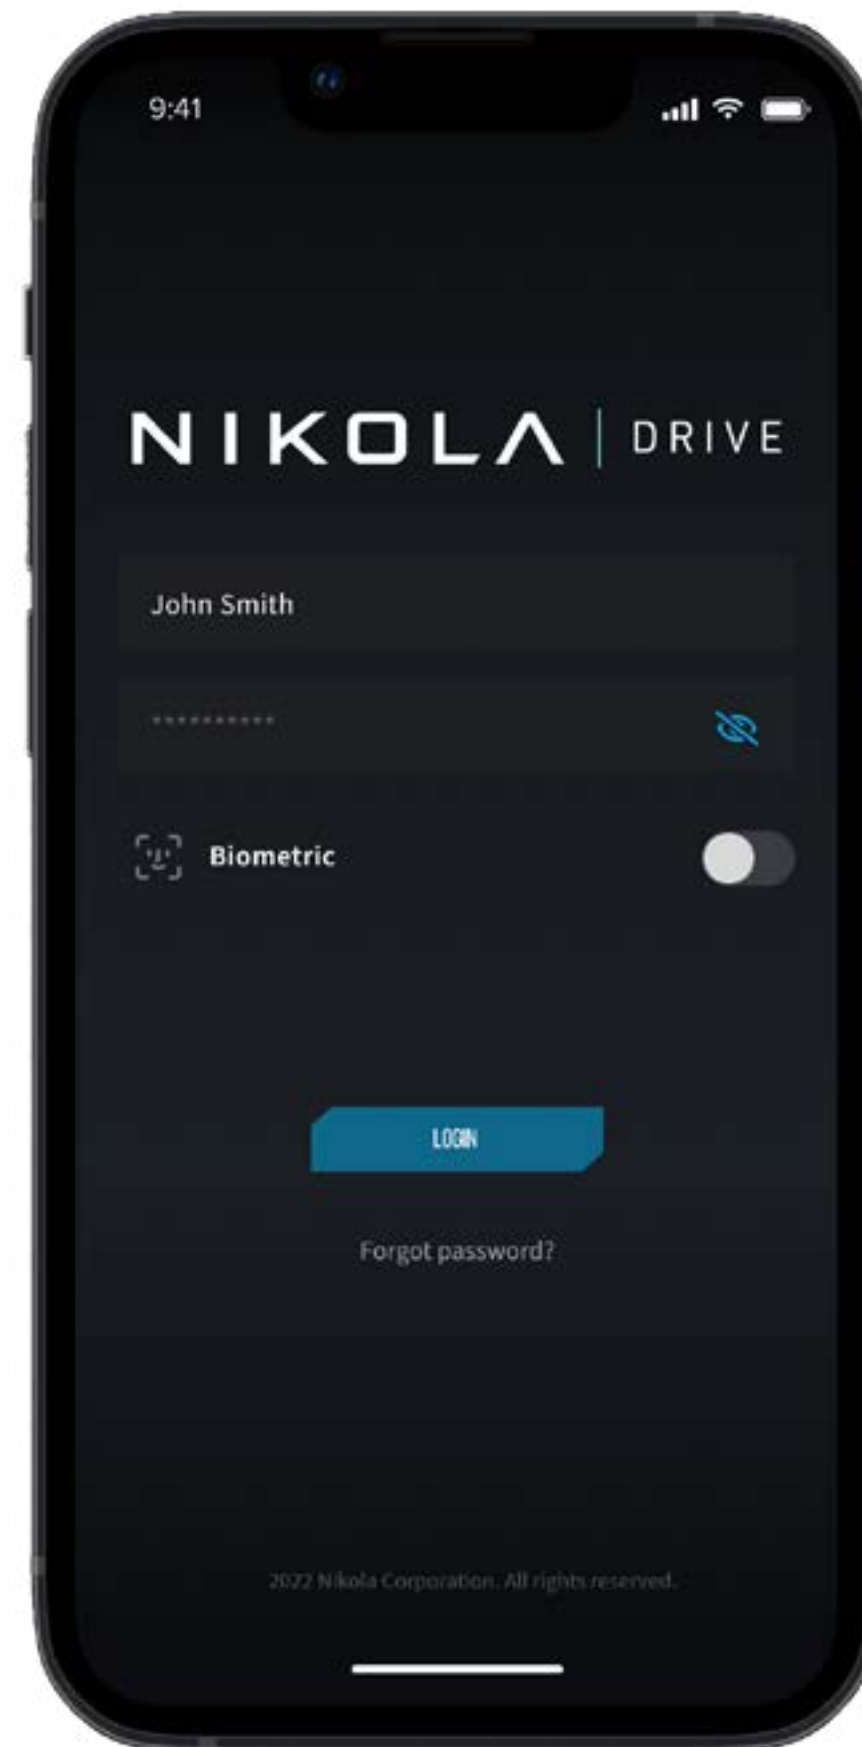 9:41
NIKOLA | DRIVE
John Smith
**********
Biometric
LOGIN
Forgot password?
2022 Nikola Corporation. All rights reserved.